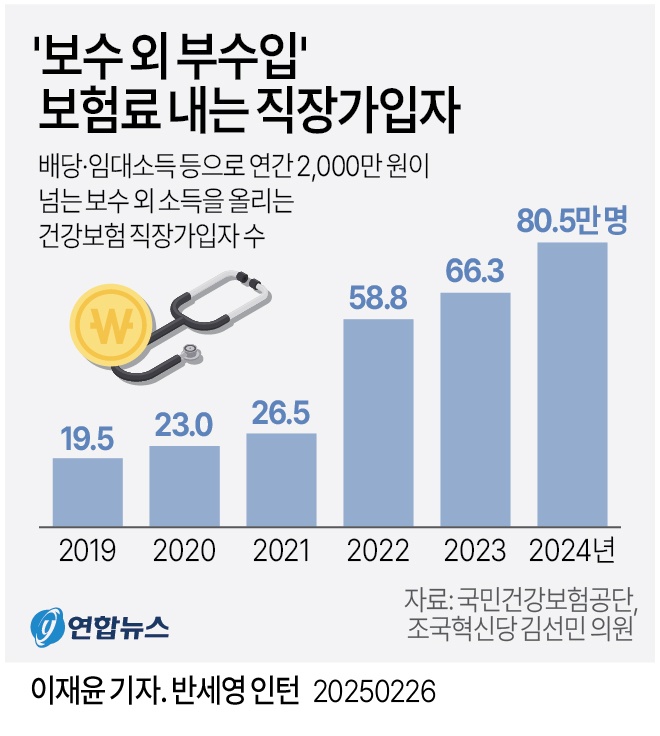 '보수 외 부수입'
보험료 내는 직장가입자
배당·임대소득 등으로 연간 2,000만 원이
넘는 보수 외 소득을 올리는
건강보험 직장가입자 수
80.5만 명
66.3
58.8
26.5
23.0
19.5
₩
2019 2020 2021 2022 2023 2024년
자료: 국민건강보험공단,
조국혁신당 김선민 의원
g 연합뉴스
이재윤 기자. 반세영 인턴 20250226